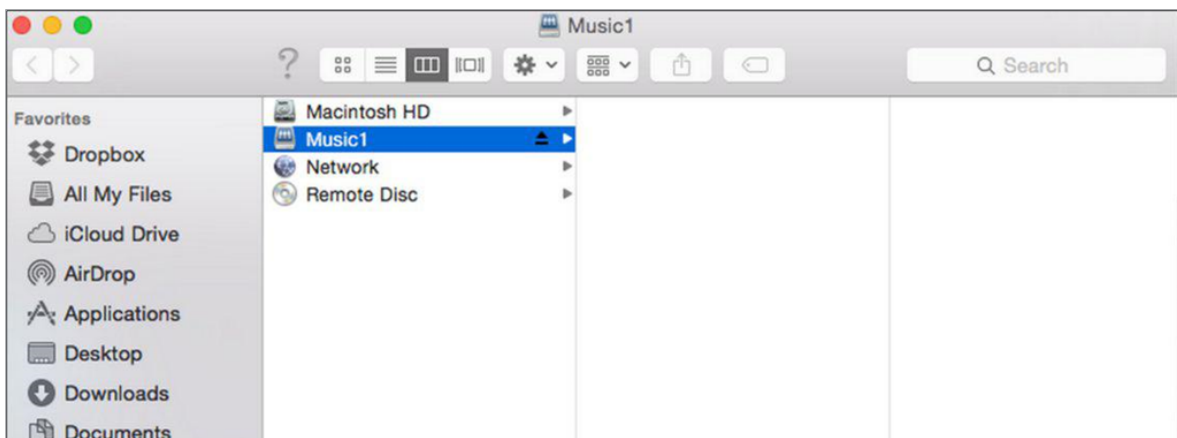 Music1
?
Search
Favorites
Dropbox
All My Files
iCloud Drive
AirDrop
Applications
Desktop
Downloads
Documents
Macintosh HD
Music1
Network
Remote Disc